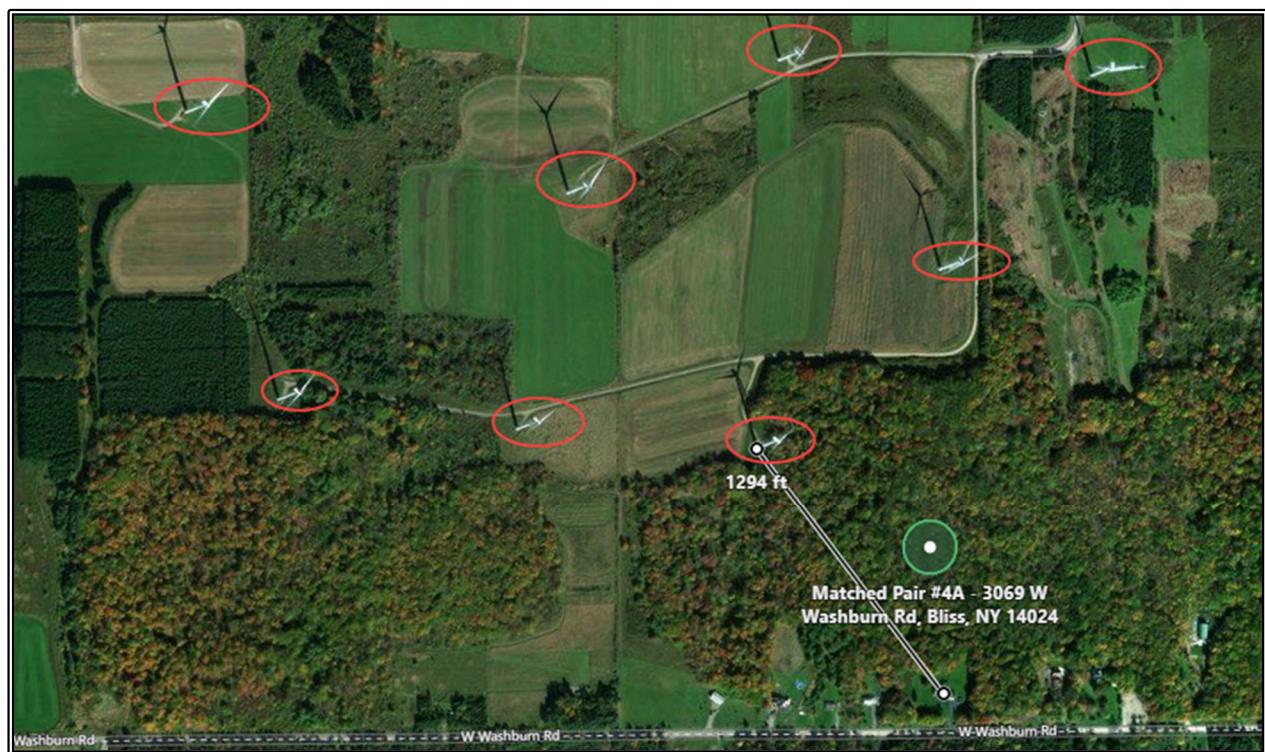 1294 ft
Matched Pair #4A - 3069 W
Washburn Rd, Bliss, NY 14024
Washburn Rd
W Washburn Rd
W Washburn Rd